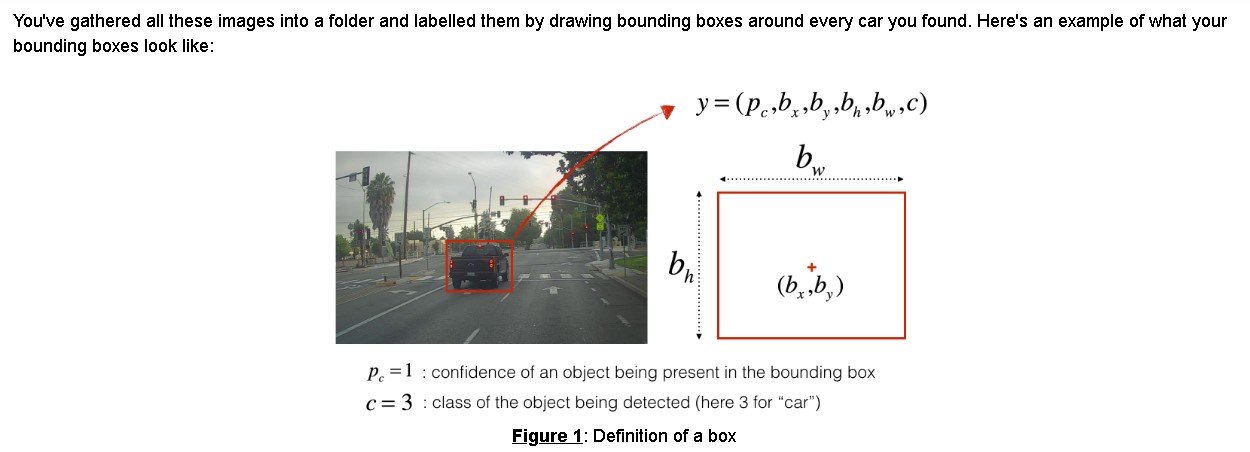 You've gathered all these images into a folder and labelled them by drawing bounding boxes around every car you found. Here's an example of what your
bounding boxes look like:
y = (p_c, b_x, b_y, b_h, b_w, c)
b_w
b_h
(b_x, b_y)
p_c = 1 : confidence of an object being present in the bounding box
c = 3 : class of the object being detected (here 3 for “car”)
Figure 1: Definition of a box